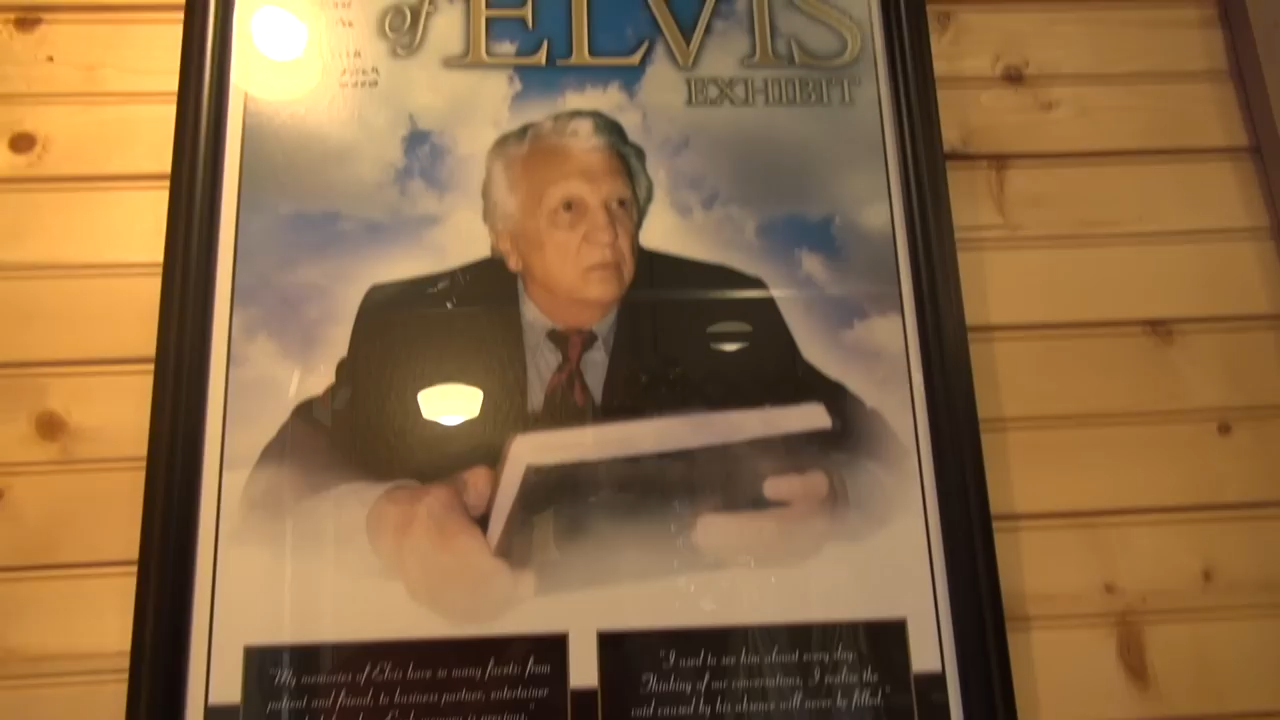 of ELVIS
EXHIBIT
"My memories of Elvis have so many facets: from
patient and friend, to business partner, entertainer
"I used to see him almost every day.
Thinking of our conversations, I realize the
void caused by his absence will never be filled."